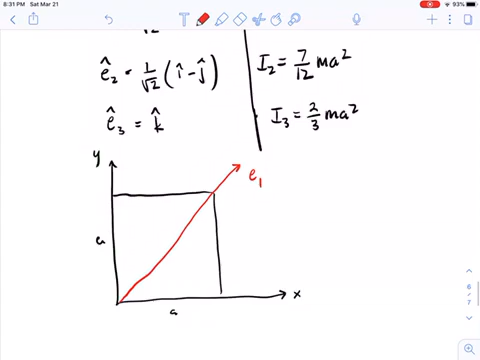 8:31 PM Sat Mar 21
93%
√2
ê₂ = 1/√2 (î - ĵ)
I₂ = 7/12 ma²
ê₃ = k̂
I₃ = 2/3 ma²
y
e₁
a
x
a
6
7